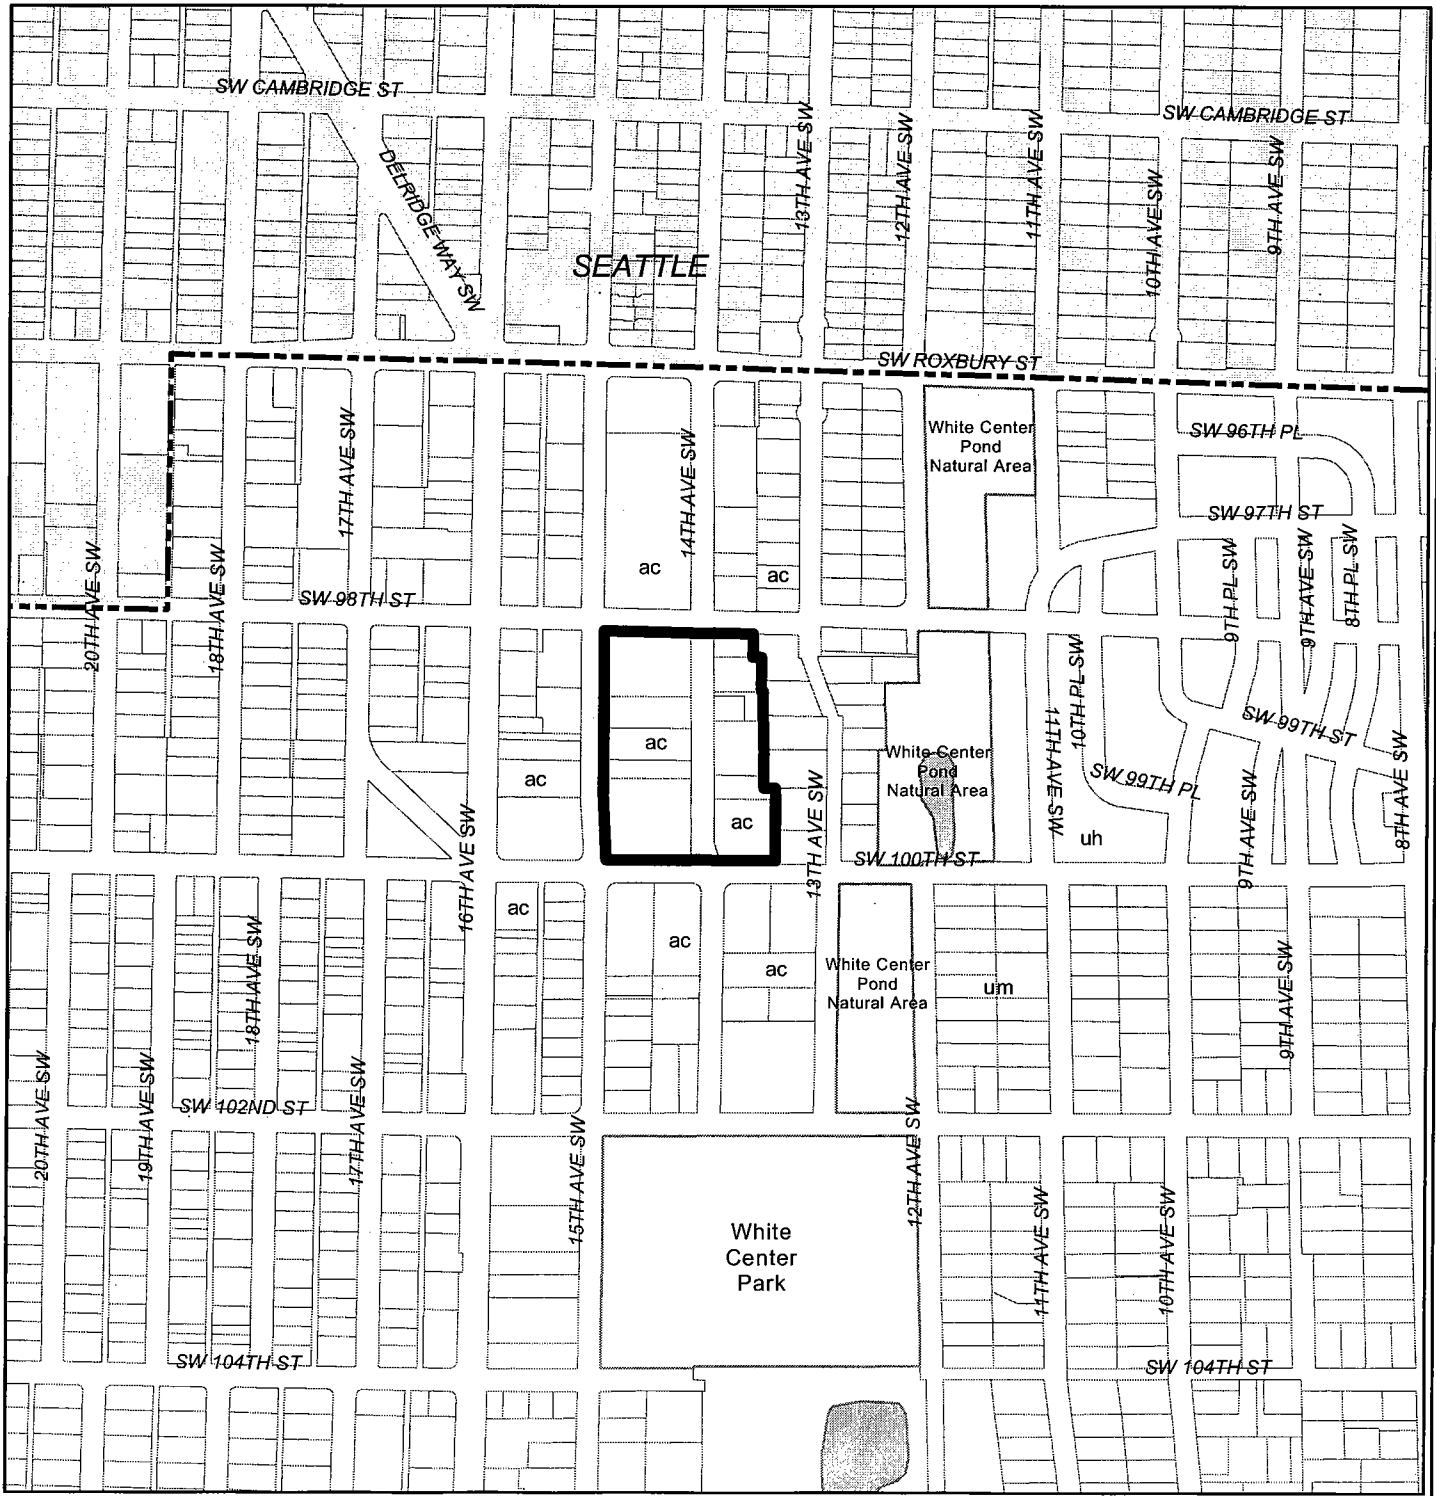 SW CAMBRIDGE ST
SW CAMBRIDGE ST
DELRIDGE WAY SW
13TH AVE SW
12TH AVE SW
11TH AVE SW
10TH AVE SW
9TH AVE SW
SEATTLE
SW ROXBURY ST
17TH AVE SW
14TH AVE SW
White Center
Pond
Natural Area
SW 96TH PL
SW 97TH ST
20TH AVE SW
18TH AVE SW
SW 98TH ST
ac
ac
9TH PL SW
9TH AVE SW
8TH PL SW
10TH PL SW
11TH AVE SW
SW 99TH ST
SW 99TH PL
9TH AVE SW
8TH AVE SW
ac
ac
ac
16TH AVE SW
13TH AVE SW
White Center
Pond
Natural Area
uh
SW 100TH ST
ac
ac
ac
18TH AVE SW
White Center
Pond
Natural Area
um
9TH AVE SW
20TH AVE SW
19TH AVE SW
17TH AVE SW
SW 102ND ST
15TH AVE SW
12TH AVE SW
White
Center
Park
11TH AVE SW
10TH AVE SW
SW 104TH ST
SW 104TH ST